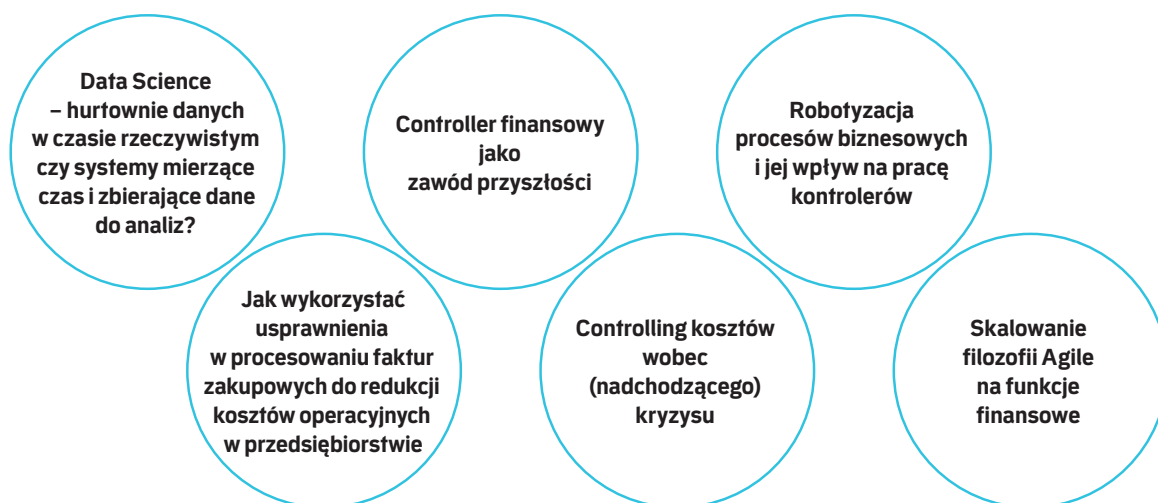 Data Science
– hurtownie danych
w czasie rzeczywistym
czy systemy mierzące
czas i zbierające dane
do analiz?
Controller finansowy
jako
zawód przyszłości
Robotyzacja
procesów biznesowych
i jej wpływ na pracę
kontrolerów
Jak wykorzystać
usprawnienia
w procesowaniu faktur
zakupowych do redukcji
kosztów operacyjnych
w przedsiębiorstwie
Controlling kosztów
wobec
(nadchodzącego)
kryzysu
Skalowanie
filozofii Agile
na funkcje
finansowe